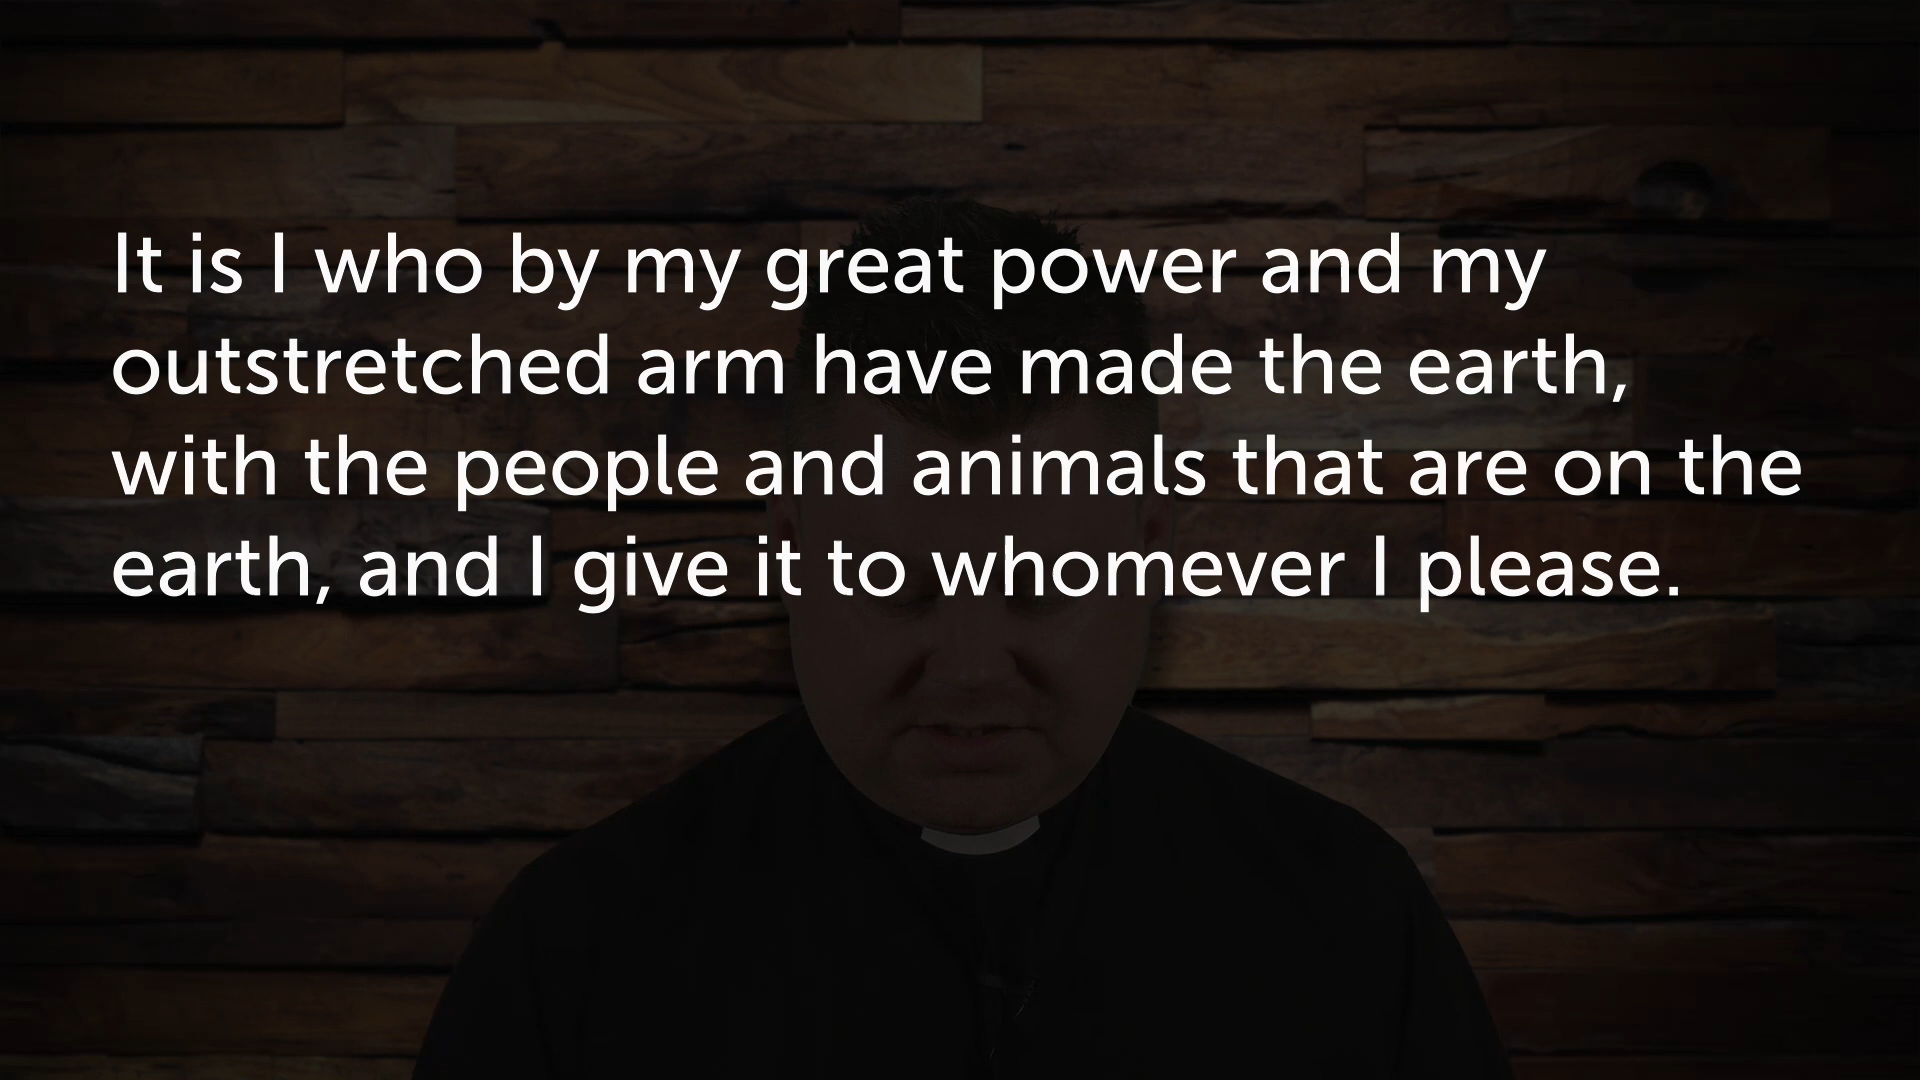 It is I who by my great power and my
outstretched arm have made the earth,
with the people and animals that are on the
earth, and I give it to whomever I please.